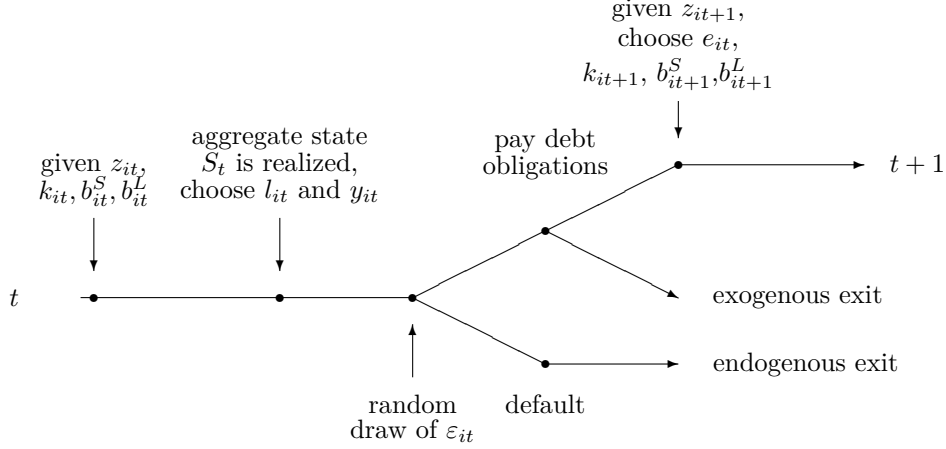 given z_{it+1},
choose e_{it},
k_{it+1}, b^S_{it+1},b^L_{it+1}
aggregate state
S_t is realized,
choose l_{it} and y_{it}
given z_{it},
k_{it}, b^S_{it}, b^L_{it}
pay debt
obligations
t + 1
t
exogenous exit
endogenous exit
random
draw of ε_{it}
default